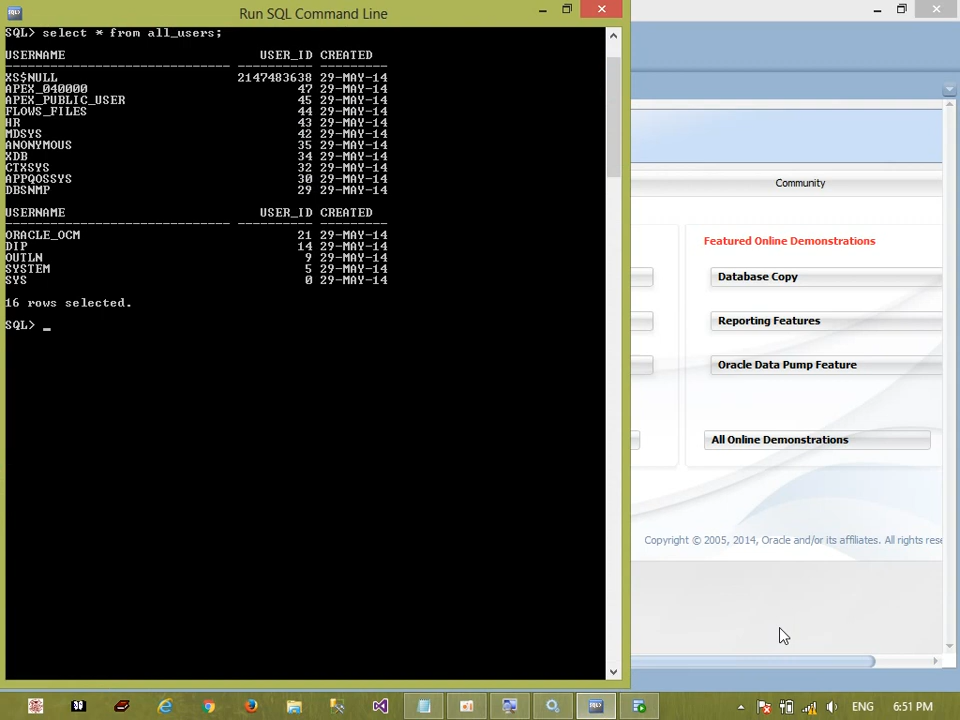 Run SQL Command Line
SQL> select * from all_users;
USERNAME USER_ID CREATED
------------------------------ ---------- ---------
XS$NULL 2147483638 29-MAY-14
APEX_040000 47 29-MAY-14
APEX_PUBLIC_USER 45 29-MAY-14
FLOWS_FILES 44 29-MAY-14
HR 43 29-MAY-14
MDSYS 42 29-MAY-14
ANONYMOUS 35 29-MAY-14
XDB 34 29-MAY-14
CTXSYS 32 29-MAY-14
APPQOSSYS 30 29-MAY-14
DBSNMP 29 29-MAY-14
USERNAME USER_ID CREATED
------------------------------ ---------- ---------
ORACLE_OCM 21 29-MAY-14
DIP 14 29-MAY-14
OUTLN 9 29-MAY-14
SYSTEM 5 29-MAY-14
SYS 0 29-MAY-14
16 rows selected.
SQL> _
Community
Featured Online Demonstrations
Database Copy
Reporting Features
Oracle Data Pump Feature
All Online Demonstrations
Copyright © 2005, 2014, Oracle and/or its affiliates. All rights rese
ENG 6:51 PM